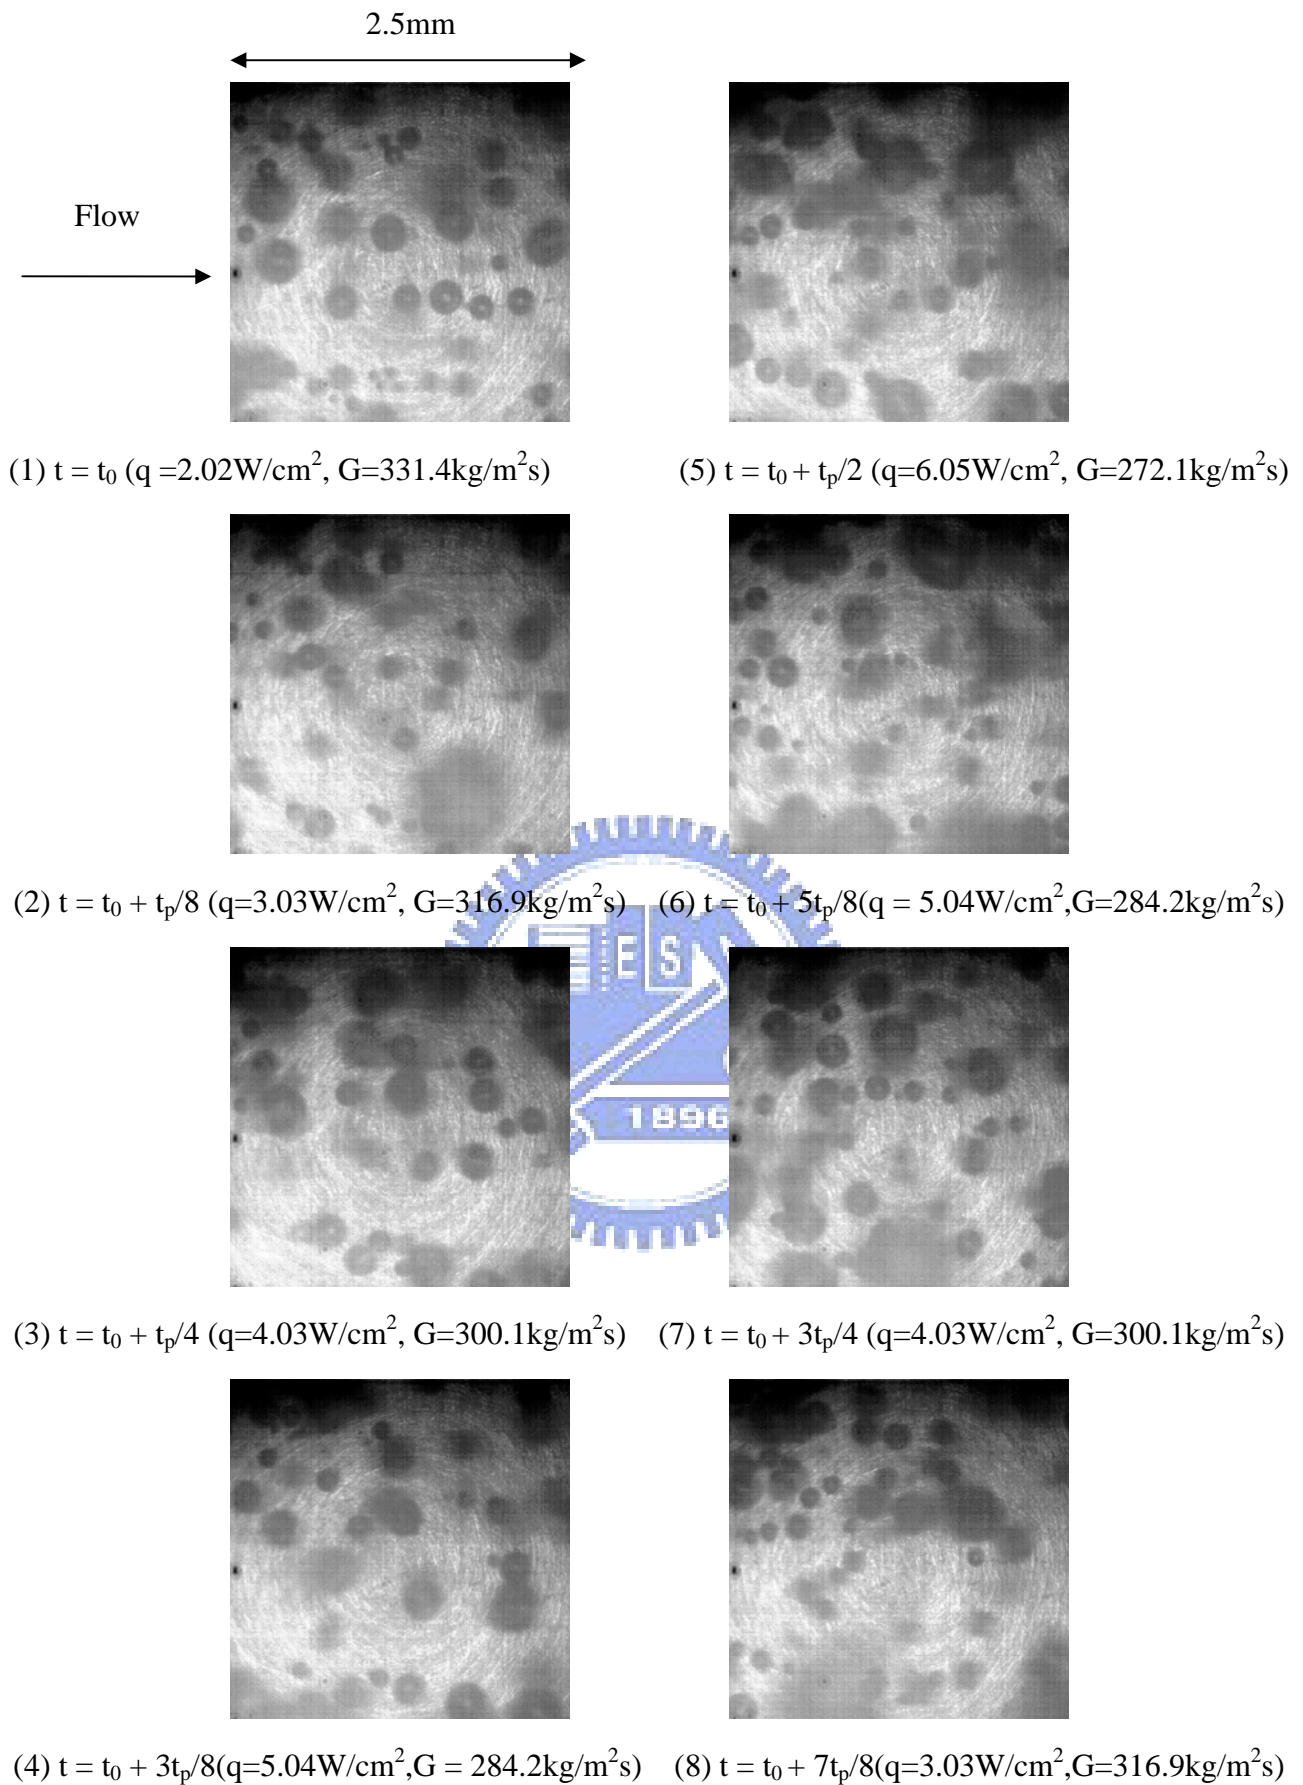 2.5mm
Flow
(1) t = t₀ (q =2.02W/cm², G=331.4kg/m²s)
(5) t = t₀ + tₚ/2 (q=6.05W/cm², G=272.1kg/m²s)
(2) t = t₀ + tₚ/8 (q=3.03W/cm², G=316.9kg/m²s)
(6) t = t₀ + 5tₚ/8(q = 5.04W/cm²,G=284.2kg/m²s)
E S
1896
(3) t = t₀ + tₚ/4 (q=4.03W/cm², G=300.1kg/m²s)
(7) t = t₀ + 3tₚ/4 (q=4.03W/cm², G=300.1kg/m²s)
(4) t = t₀ + 3tₚ/8(q=5.04W/cm²,G = 284.2kg/m²s)
(8) t = t₀ + 7tₚ/8(q=3.03W/cm²,G=316.9kg/m²s)